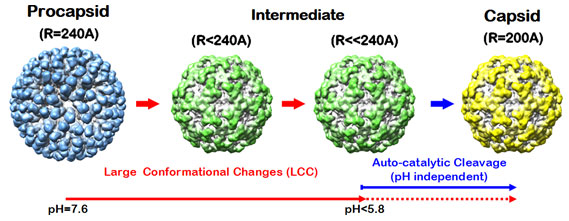 Procapsid
(R=240A)
Intermediate
(R<240A)
(R<<240A)
Capsid
(R=200A)
Large Conformational Changes (LCC)
Auto-catalytic Cleavage
(pH independent)
pH=7.6
pH<5.8